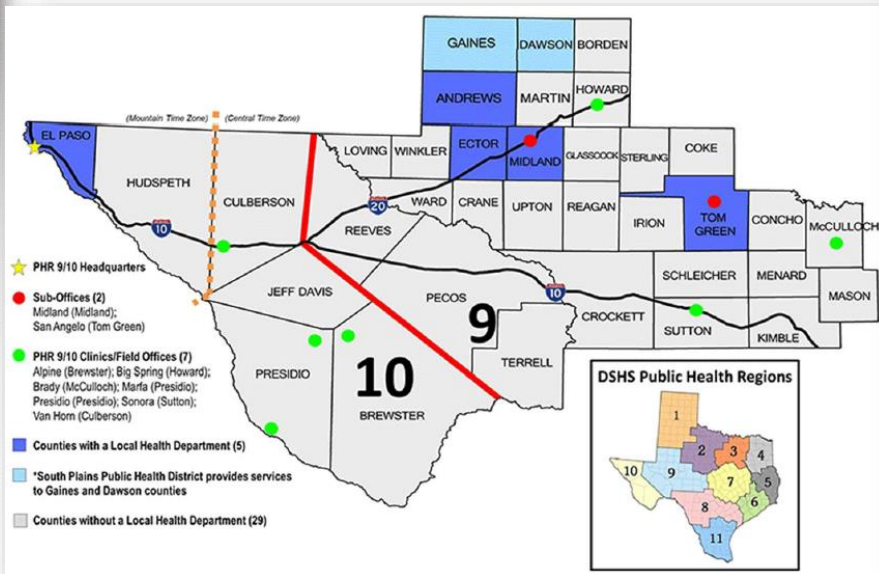 GAINES
DAWSON
BORDEN
ANDREWS
MARTIN
HOWARD
(Mountain Time Zone)
(Central Time Zone)
EL PASO
HUDSPETH
CULBERSON
LOVING
WINKLER
ECTOR
MIDLAND
GLASSCOCK
STERLING
COKE
20
WARD
CRANE
UPTON
REAGAN
IRION
TOM
GREEN
CONCHO
McCULLOCH
10
REEVES
JEFF DAVIS
PECOS
10
SCHLEICHER
MENARD
MASON
CROCKETT
SUTTON
KIMBLE
9
TERRELL
PRESIDIO
10
BREWSTER
PHR 9/10 Headquarters
Sub-Offices (2)
Midland (Midland);
San Angelo (Tom Green)
PHR 9/10 Clinics/Field Offices (7)
Alpine (Brewster); Big Spring (Howard);
Brady (McCulloch); Marfa (Presidio);
Presidio (Presidio); Sonora (Sutton);
Van Horn (Culberson)
Counties with a Local Health Department (5)
*South Plains Public Health District provides services
to Gaines and Dawson counties
Counties without a Local Health Department (29)
DSHS Public Health Regions
1
2
3
4
10
9
7
5
6
8
11